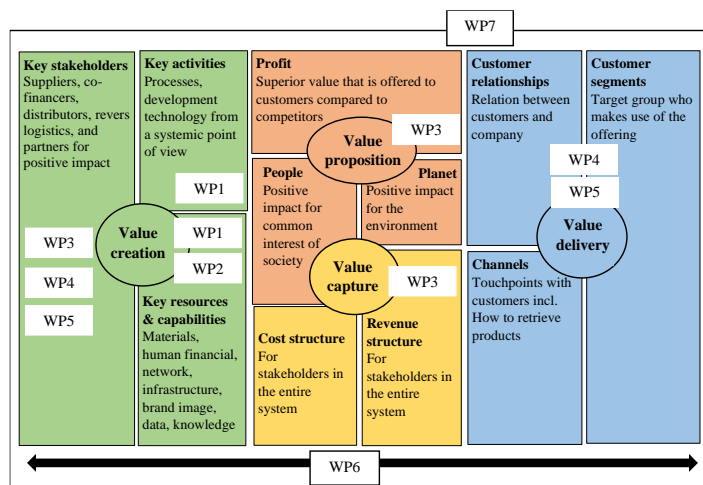 WP7
Key stakeholders
Suppliers, co-
financers,
distributors, revers
logistics, and
partners for
positive impact
WP3
WP4
WP5
Key activities
Processes,
development
technology from a
systemic point
of view
WP1
Value
creation
WP1
WP2
Key resources
& capabilities
Materials,
human financial,
network,
infrastructure,
brand image,
data, knowledge
Profit
Superior value that is offered to
customers compared to
competitors
WP3
Value
proposition
People
Positive
impact for
common
interest of
society
Planet
Positive impact
for the
environment
Value
capture
WP3
Cost structure
For
stakeholders in
the entire
system
Revenue
structure
For
stakeholders in
the entire
system
Customer
relationships
Relation between
customers and
company
Customer
segments
Target group who
makes use of the
offering
WP4
WP5
Value
delivery
Channels
Touchpoints with
customers incl.
How to retrieve
products
WP6